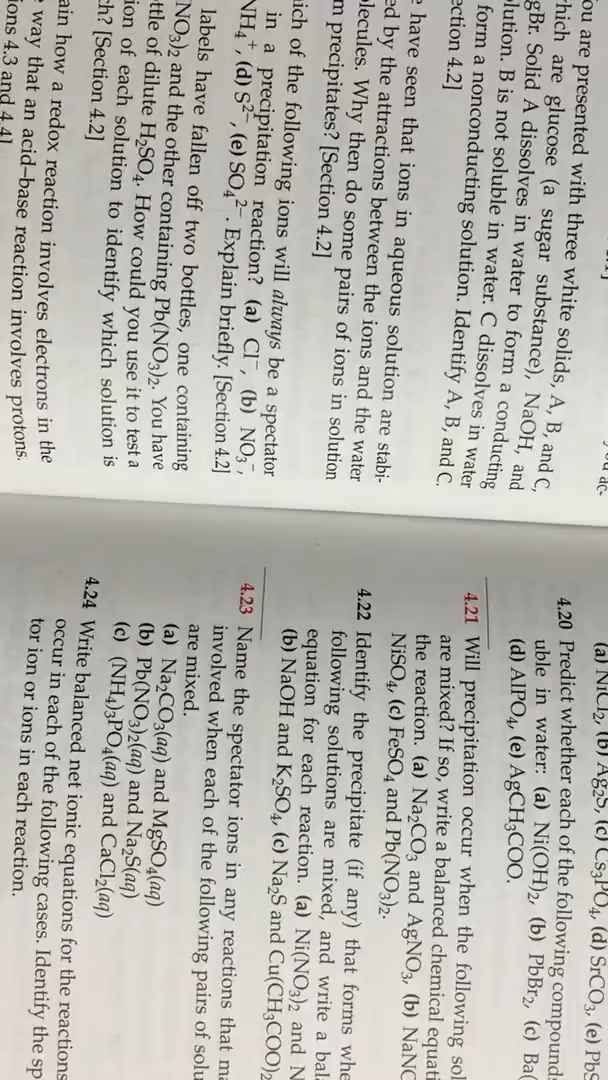 ou are presented with three white solids, A, B, and C,
hich are glucose (a sugar substance), NaOH, and
gBr. Solid A dissolves in water to form a conducting
lution. B is not soluble in water. C dissolves in water
form a nonconducting solution. Identify A, B, and C.
ection 4.2]
e have seen that ions in aqueous solution are stabi-
ed by the attractions between the ions and the water
olecules. Why then do some pairs of ions in solution
m precipitates? [Section 4.2]
ich of the following ions will always be a spectator
in a precipitation reaction? (a) Cl⁻, (b) NO₃⁻,
NH₄⁺, (d) S²⁻, (e) SO₄²⁻. Explain briefly. [Section 4.2]
labels have fallen off two bottles, one containing
NO₃)₂ and the other containing Pb(NO₃)₂. You have
ttle of dilute H₂SO₄. How could you use it to test a
ion of each solution to identify which solution is
ch? [Section 4.2]
ain how a redox reaction involves electrons in the
e way that an acid–base reaction involves protons.
ions 4.3 and 4.4]
(a) NiCl₂, (b) Ag₂S, (c) Cs₃PO₄, (d) SrCO₃, (e) PbS
4.20 Predict whether each of the following compound
uble in water: (a) Ni(OH)₂, (b) PbBr₂, (c) Ba(
(d) AlPO₄, (e) AgCH₃COO.
4.21 Will precipitation occur when the following sol
are mixed? If so, write a balanced chemical equati
the reaction. (a) Na₂CO₃ and AgNO₃, (b) NaNO
NiSO₄, (c) FeSO₄ and Pb(NO₃)₂.
4.22 Identify the precipitate (if any) that forms whe
following solutions are mixed, and write a bala
equation for each reaction. (a) Ni(NO₃)₂ and N
(b) NaOH and K₂SO₄, (c) Na₂S and Cu(CH₃COO)₂
4.23 Name the spectator ions in any reactions that ma
involved when each of the following pairs of solu
are mixed.
(a) Na₂CO₃(aq) and MgSO₄(aq)
(b) Pb(NO₃)₂(aq) and Na₂S(aq)
(c) (NH₄)₃PO₄(aq) and CaCl₂(aq)
4.24 Write balanced net ionic equations for the reactions
occur in each of the following cases. Identify the sp
tor ion or ions in each reaction.